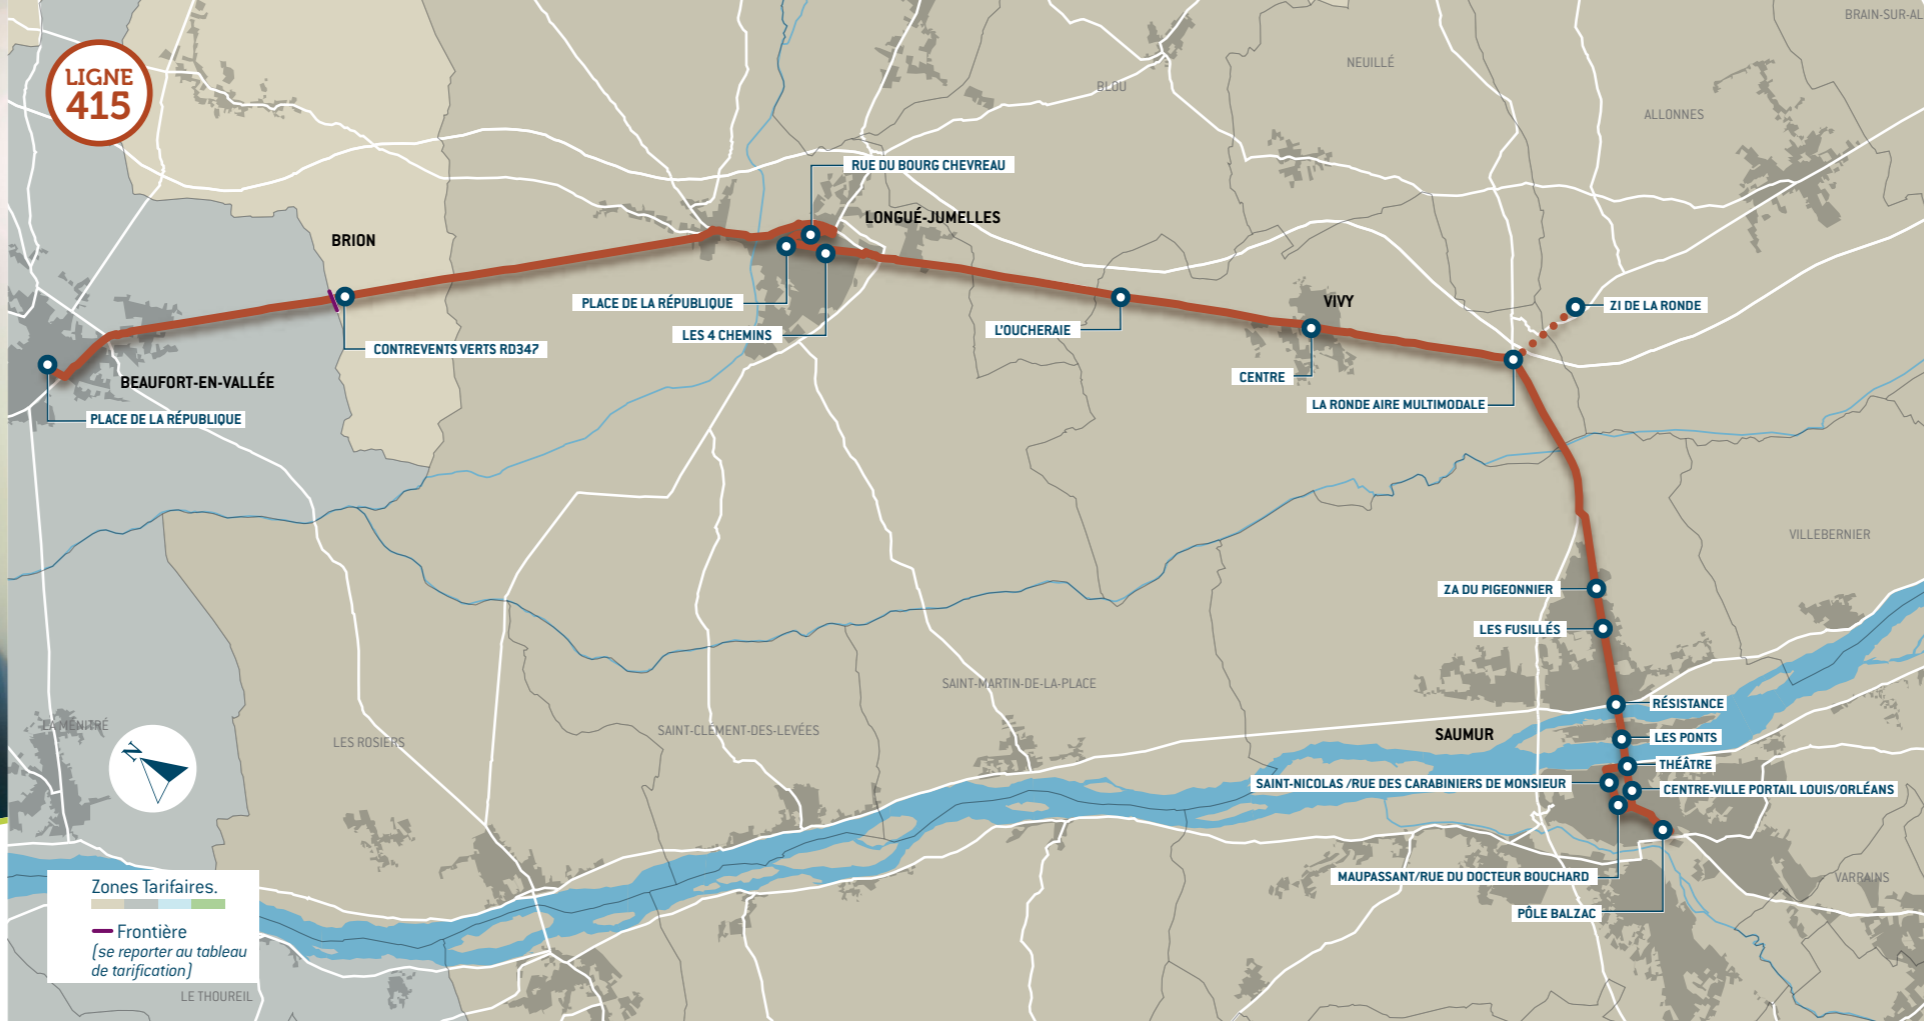 LIGNE
415
BRAIN-SUR-AL
NEUILLÉ
BLOU
ALLONNES
RUE DU BOURG CHEVREAU
LONGUÉ-JUMELLES
BRION
PLACE DE LA RÉPUBLIQUE
LES 4 CHEMINS
L'OUCHERAIE
VIVY
ZI DE LA RONDE
CONTREVENTS VERTS RD347
BEAUFORT-EN-VALLÉE
CENTRE
LA RONDE AIRE MULTIMODALE
PLACE DE LA RÉPUBLIQUE
VILLEBERNIER
ZA DU PIGEONNIER
LES FUSILLÉS
SAINT-MARTIN-DE-LA-PLACE
RÉSISTANCE
LA MÉNITRÉ
SAINT-CLÉMENT-DES-LEVÉES
LES ROSIERS
SAUMUR
LES PONTS
N
THÉÂTRE
SAINT-NICOLAS /RUE DES CARABINIERS DE MONSIEUR
CENTRE-VILLE PORTAIL LOUIS/ORLÉANS
MAUPASSANT/RUE DU DOCTEUR BOUCHARD
VARRAINS
PÔLE BALZAC
Zones Tarifaires.
Frontière
(se reporter au tableau
de tarification)
LE THOUREIL